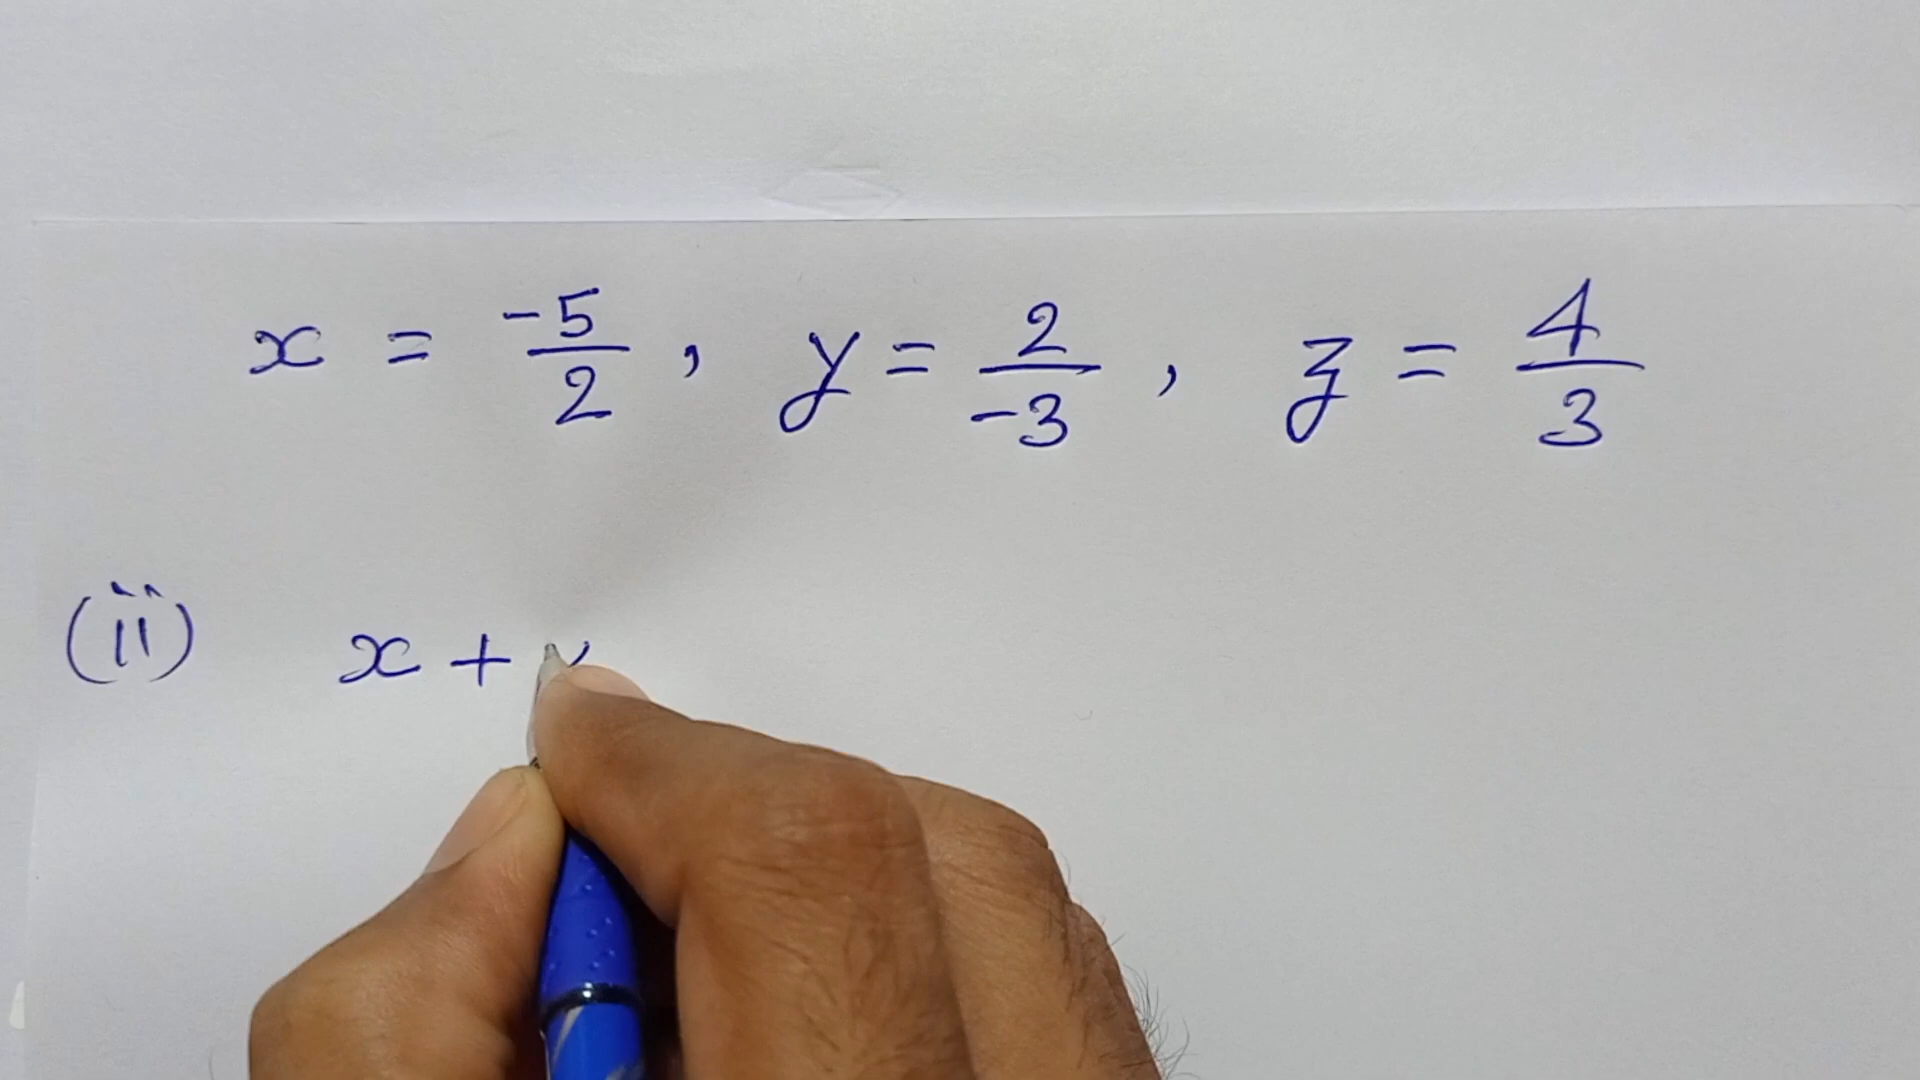 x = -5/2 , y = 2/-3 , z = 4/3
(ii) x +